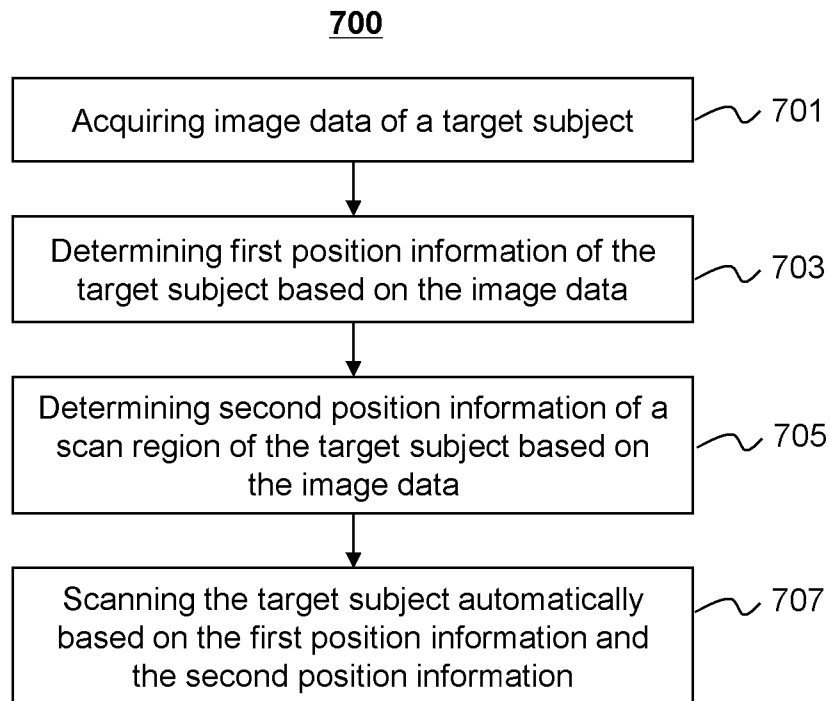 700
Acquiring image data of a target subject
701
Determining first position information of the
target subject based on the image data
703
Determining second position information of a
scan region of the target subject based on
the image data
705
Scanning the target subject automatically
based on the first position information and
the second position information
707